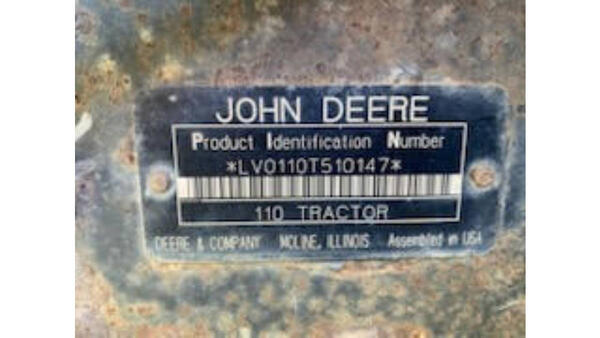 JOHN DEERE
Product Identification Number
*LV0110T510147*
110 TRACTOR
DEERE & COMPANY MOLINE, ILLINOIS Assembled in USA